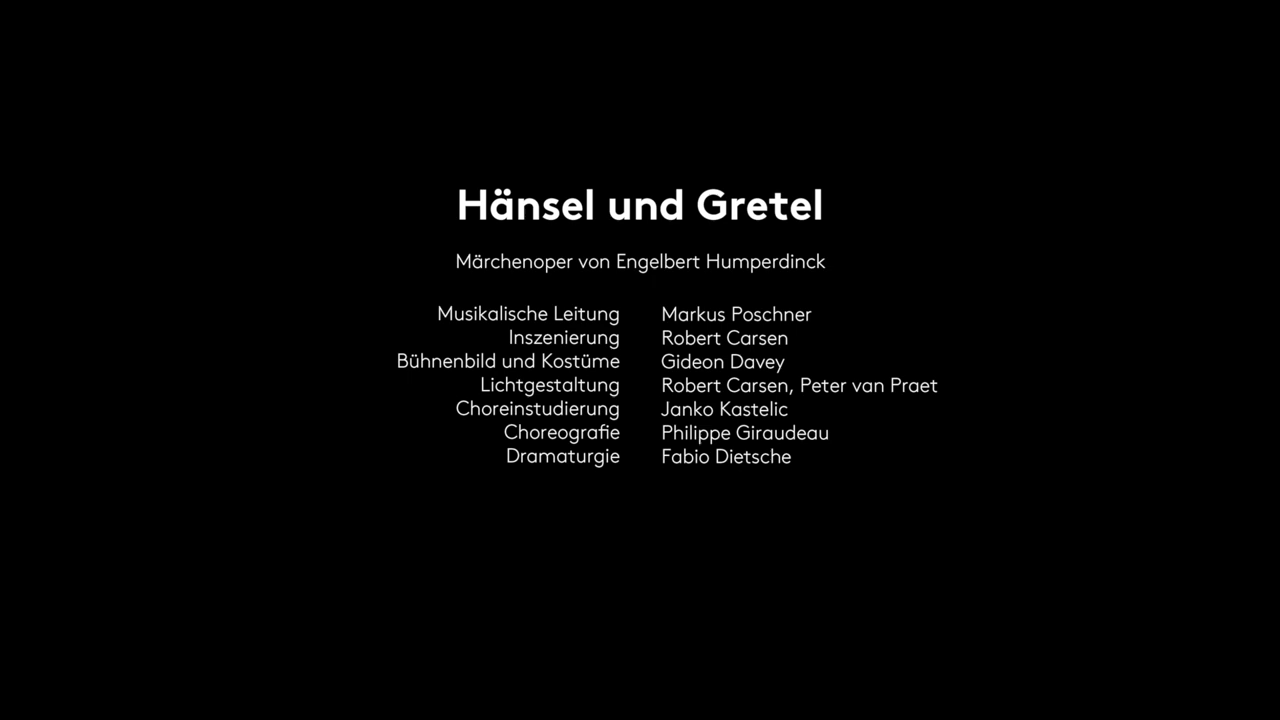 Hänsel und Gretel
Märchenoper von Engelbert Humperdinck
Musikalische Leitung Markus Poschner
Inszenierung Robert Carsen
Bühnenbild und Kostüme Gideon Davey
Lichtgestaltung Robert Carsen, Peter van Praet
Choreinstudierung Janko Kastelic
Choreografie Philippe Giraudeau
Dramaturgie Fabio Dietsche